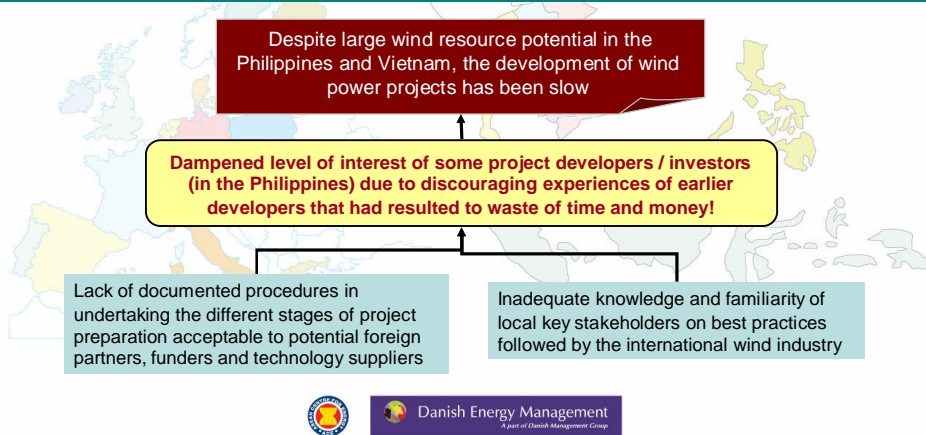 Despite large wind resource potential in the
Philippines and Vietnam, the development of wind
power projects has been slow
Dampened level of interest of some project developers / investors
(in the Philippines) due to discouraging experiences of earlier
developers that had resulted to waste of time and money!
Lack of documented procedures in
undertaking the different stages of project
preparation acceptable to potential foreign
partners, funders and technology suppliers
Inadequate knowledge and familiarity of
local key stakeholders on best practices
followed by the international wind industry
Danish Energy Management
A part of Danish Management Group